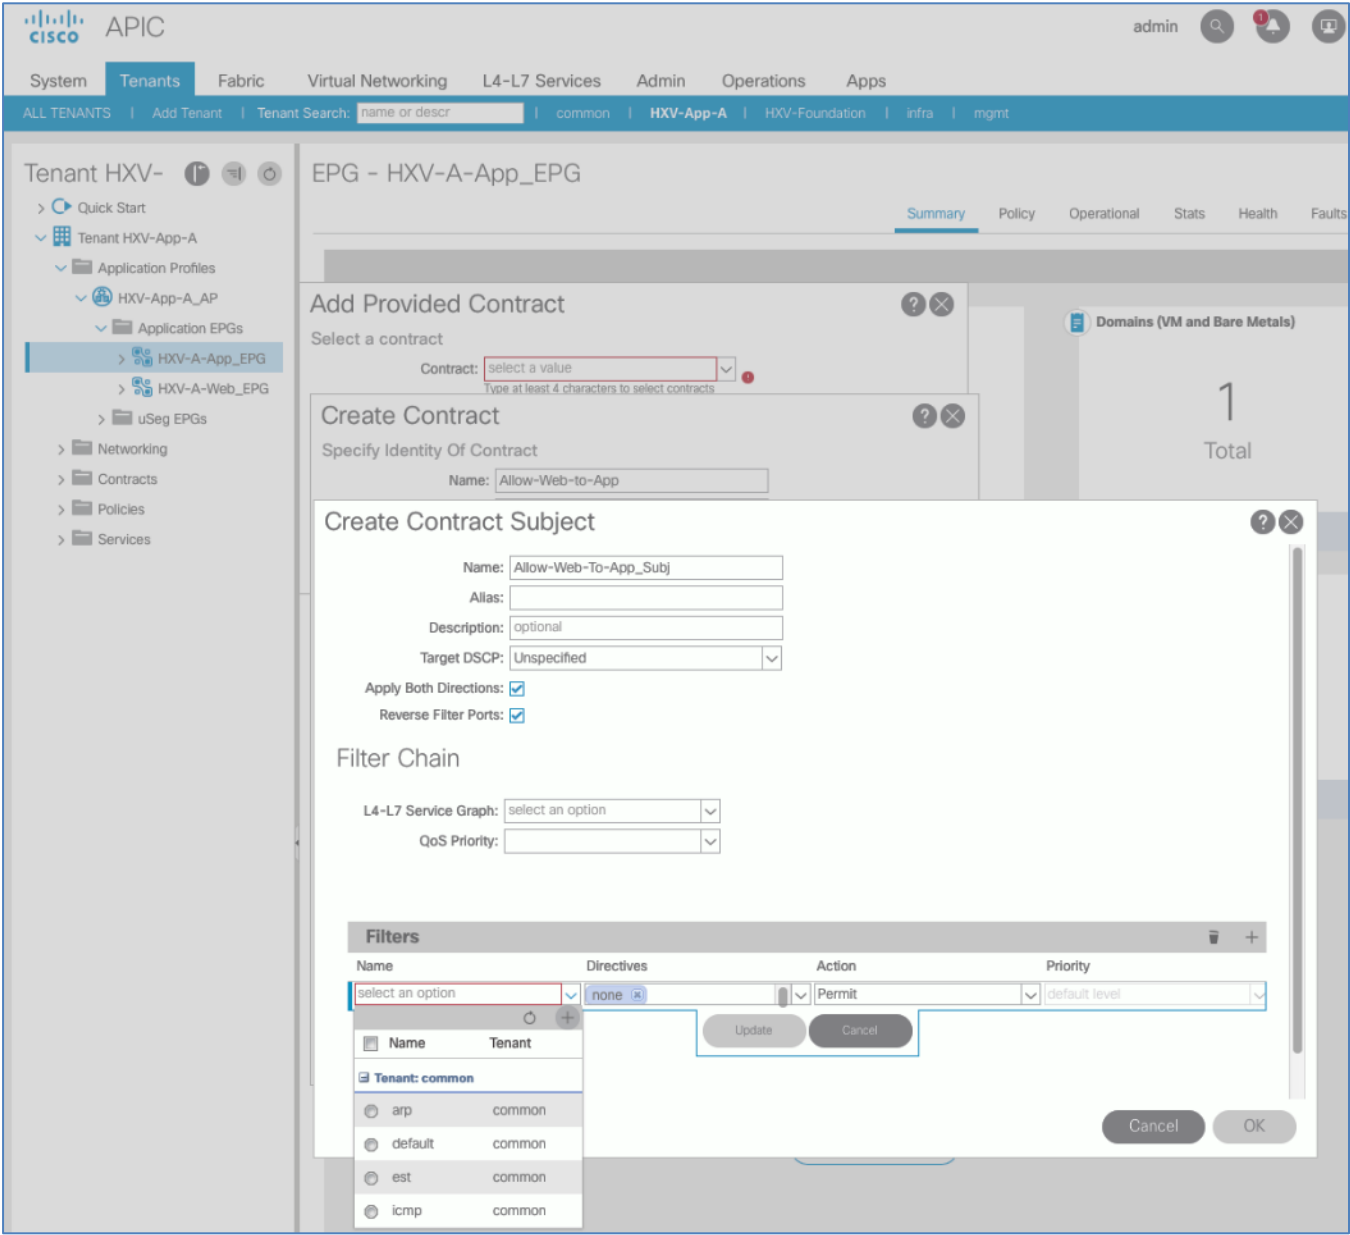 CISCO APIC admin 1
System Tenants Fabric Virtual Networking L4-L7 Services Admin Operations Apps
ALL TENANTS | Add Tenant | Tenant Search: name or descr | common | HXV-App-A | HXV-Foundation | infra | mgmt
Tenant HXV-
Quick Start
Tenant HXV-App-A
Application Profiles
HXV-App-A_AP
Application EPGs
HXV-A-App_EPG
HXV-A-Web_EPG
uSeg EPGs
Networking
Contracts
Policies
Services
EPG - HXV-A-App_EPG
Summary Policy Operational Stats Health Faults
Domains (VM and Bare Metals)
1
Total
Add Provided Contract
Select a contract
Contract: select a value
Type at least 4 characters to select contracts
Create Contract
Specify Identity Of Contract
Name: Allow-Web-to-App
Create Contract Subject
Name: Allow-Web-To-App_Subj
Alias:
Description: optional
Target DSCP: Unspecified
Apply Both Directions:
Reverse Filter Ports:
Filter Chain
L4-L7 Service Graph: select an option
QoS Priority:
Filters
Name Directives Action Priority
select an option none Permit default level
Update Cancel
Name Tenant
Tenant: common
arp common
default common
est common
icmp common
Cancel OK